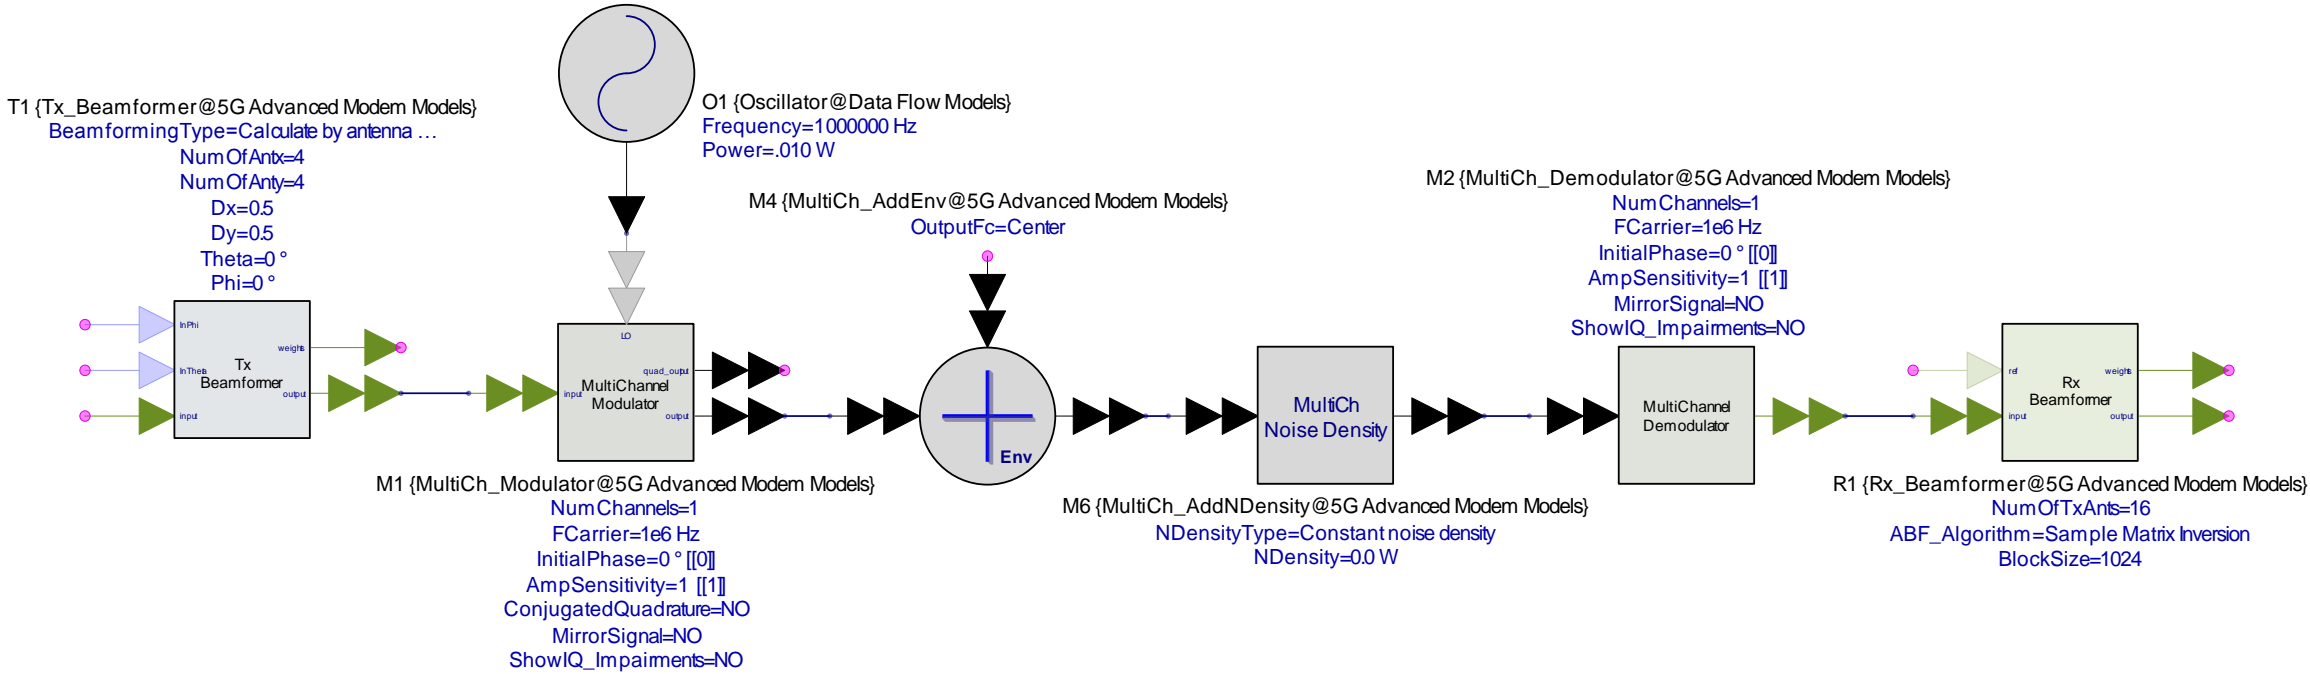 T1 {Tx_Beamformer@5G Advanced Modem Models}
BeamformingType=Calculate by antenna ...
NumOfAntx=4
NumOfAnty=4
Dx=0.5
Dy=0.5
Theta=0 °
Phi=0 °
InPhi
InTheta
input
Tx
Beamformer
weights
output
O1 {Oscillator@Data Flow Models}
Frequency=1000000 Hz
Power=.010 W
LO
input
MultiChannel
Modulator
quad_output
output
M1 {MultiCh_Modulator@5G Advanced Modem Models}
NumChannels=1
FCarrier=1e6 Hz
InitialPhase=0 ° [[0]]
AmpSensitivity=1 [[1]]
ConjugatedQuadrature=NO
MirrorSignal=NO
ShowIQ_Impairments=NO
M4 {MultiCh_AddEnv@5G Advanced Modem Models}
OutputFc=Center
Env
MultiCh
Noise Density
M6 {MultiCh_AddNDensity@5G Advanced Modem Models}
NDensityType=Constant noise density
NDensity=0.0 W
M2 {MultiCh_Demodulator@5G Advanced Modem Models}
NumChannels=1
FCarrier=1e6 Hz
InitialPhase=0 ° [[0]]
AmpSensitivity=1 [[1]]
MirrorSignal=NO
ShowIQ_Impairments=NO
MultiChannel
Demodulator
ref
input
Rx
Beamformer
weights
output
R1 {Rx_Beamformer@5G Advanced Modem Models}
NumOfTxAnts=16
ABF_Algorithm=Sample Matrix Inversion
BlockSize=1024